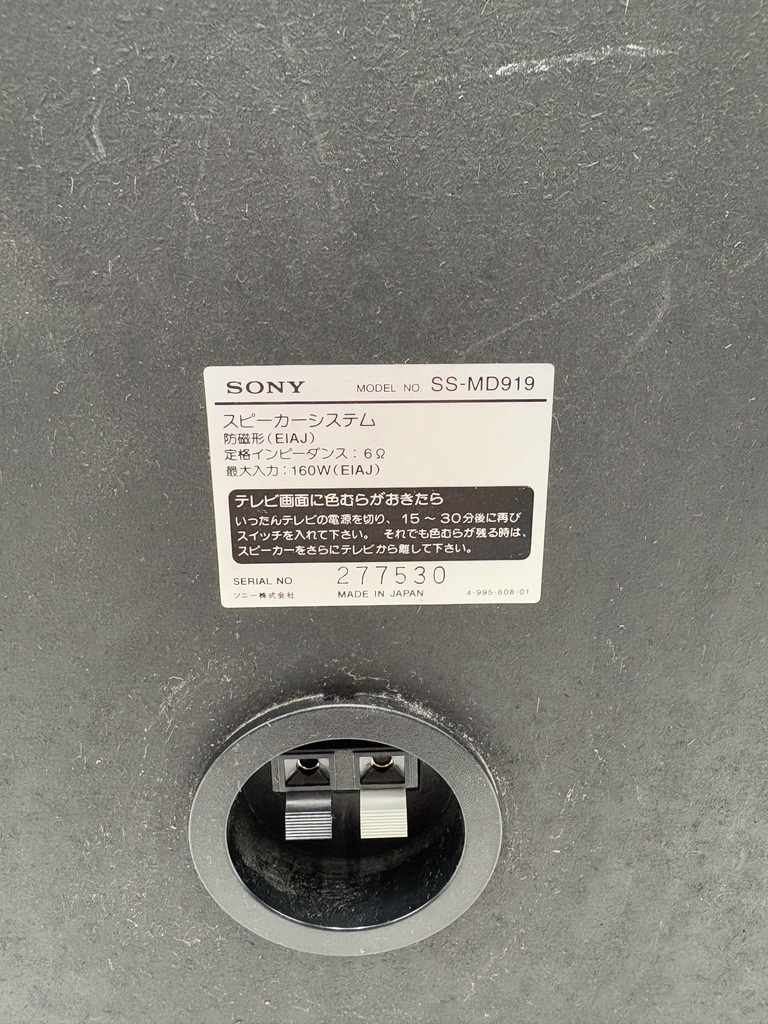 SONY MODEL NO. SS-MD919
スピーカーシステム
防磁形(EIAJ)
定格インピーダンス:6Ω
最大入力:160W(EIAJ)
テレビ画面に色むらがおきたら
いったんテレビの電源を切り、15〜30分後に再び
スイッチを入れて下さい。それでも色むらが残る時は、
スピーカーをさらにテレビから離して下さい。
SERIAL NO. 277530
ソニー株式会社 MADE IN JAPAN 4-995-608-01